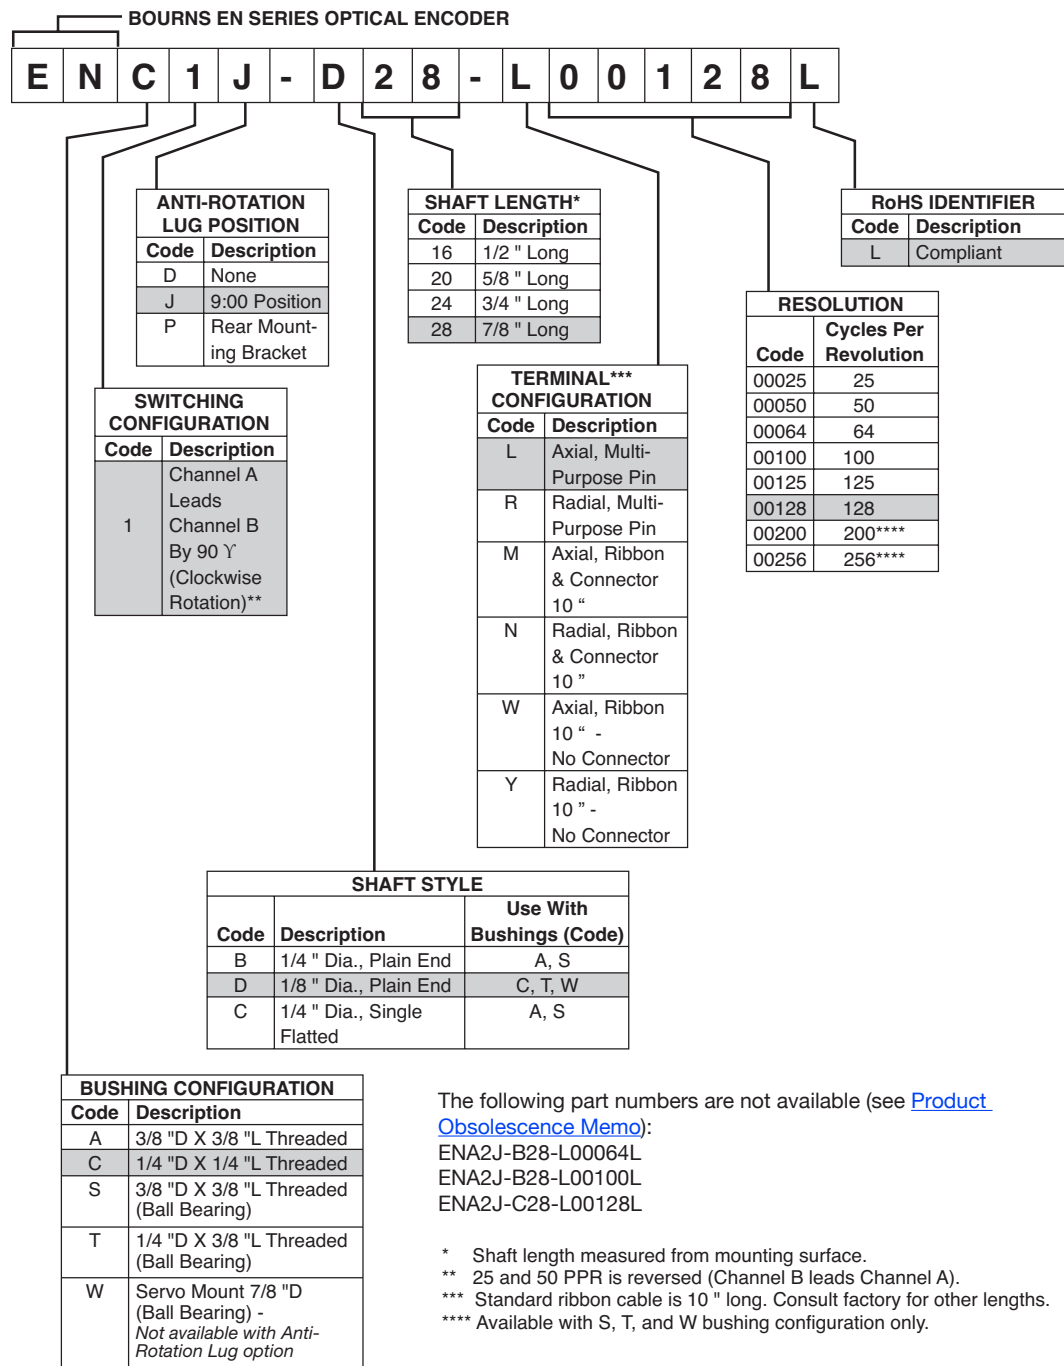 BOURNS EN SERIES OPTICAL ENCODER
E N C 1 J - D 2 8 - L 0 0 1 2 8 L
ANTI-ROTATION
LUG POSITION
Code Description
D None
J 9:00 Position
P Rear Mount-
ing Bracket
SHAFT LENGTH*
Code Description
16 1/2 " Long
20 5/8 " Long
24 3/4 " Long
28 7/8 " Long
RoHS IDENTIFIER
Code Description
L Compliant
RESOLUTION
Cycles Per
Code Revolution
00025 25
00050 50
00064 64
00100 100
00125 125
00128 128
00200 200****
00256 256****
SWITCHING
CONFIGURATION
Code Description
Channel A
Leads
1 Channel B
By 90 ϒ
(Clockwise
Rotation)**
TERMINAL***
CONFIGURATION
Code Description
L Axial, Multi-
Purpose Pin
R Radial, Multi-
Purpose Pin
M Axial, Ribbon
& Connector
10 “
N Radial, Ribbon
& Connector
10 ”
W Axial, Ribbon
10 “ -
No Connector
Y Radial, Ribbon
10 ” -
No Connector
SHAFT STYLE
Use With
Code Description Bushings (Code)
B 1/4 " Dia., Plain End A, S
D 1/8 " Dia., Plain End C, T, W
C 1/4 " Dia., Single A, S
Flatted
BUSHING CONFIGURATION
Code Description
A 3/8 "D X 3/8 "L Threaded
C 1/4 "D X 1/4 "L Threaded
S 3/8 "D X 3/8 "L Threaded
(Ball Bearing)
T 1/4 "D X 3/8 "L Threaded
(Ball Bearing)
W Servo Mount 7/8 "D
(Ball Bearing) -
Not available with Anti-
Rotation Lug option
The following part numbers are not available (see Product
Obsolescence Memo):
ENA2J-B28-L00064L
ENA2J-B28-L00100L
ENA2J-C28-L00128L
* Shaft length measured from mounting surface.
** 25 and 50 PPR is reversed (Channel B leads Channel A).
*** Standard ribbon cable is 10 " long. Consult factory for other lengths.
**** Available with S, T, and W bushing configuration only.